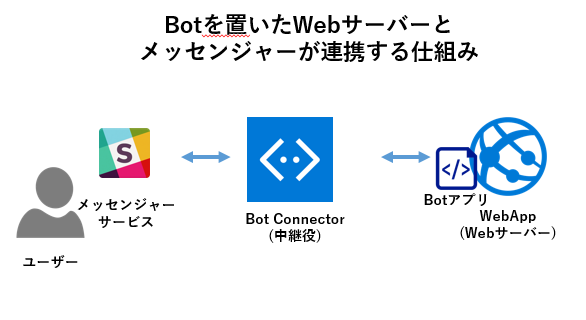 Botを置いたWebサーバーと
メッセンジャーが連携する仕組み
S
メッセンジャー
サービス
ユーザー
Bot Connector
(中継役)
</>
Botアプリ
WebApp
(Webサーバー)